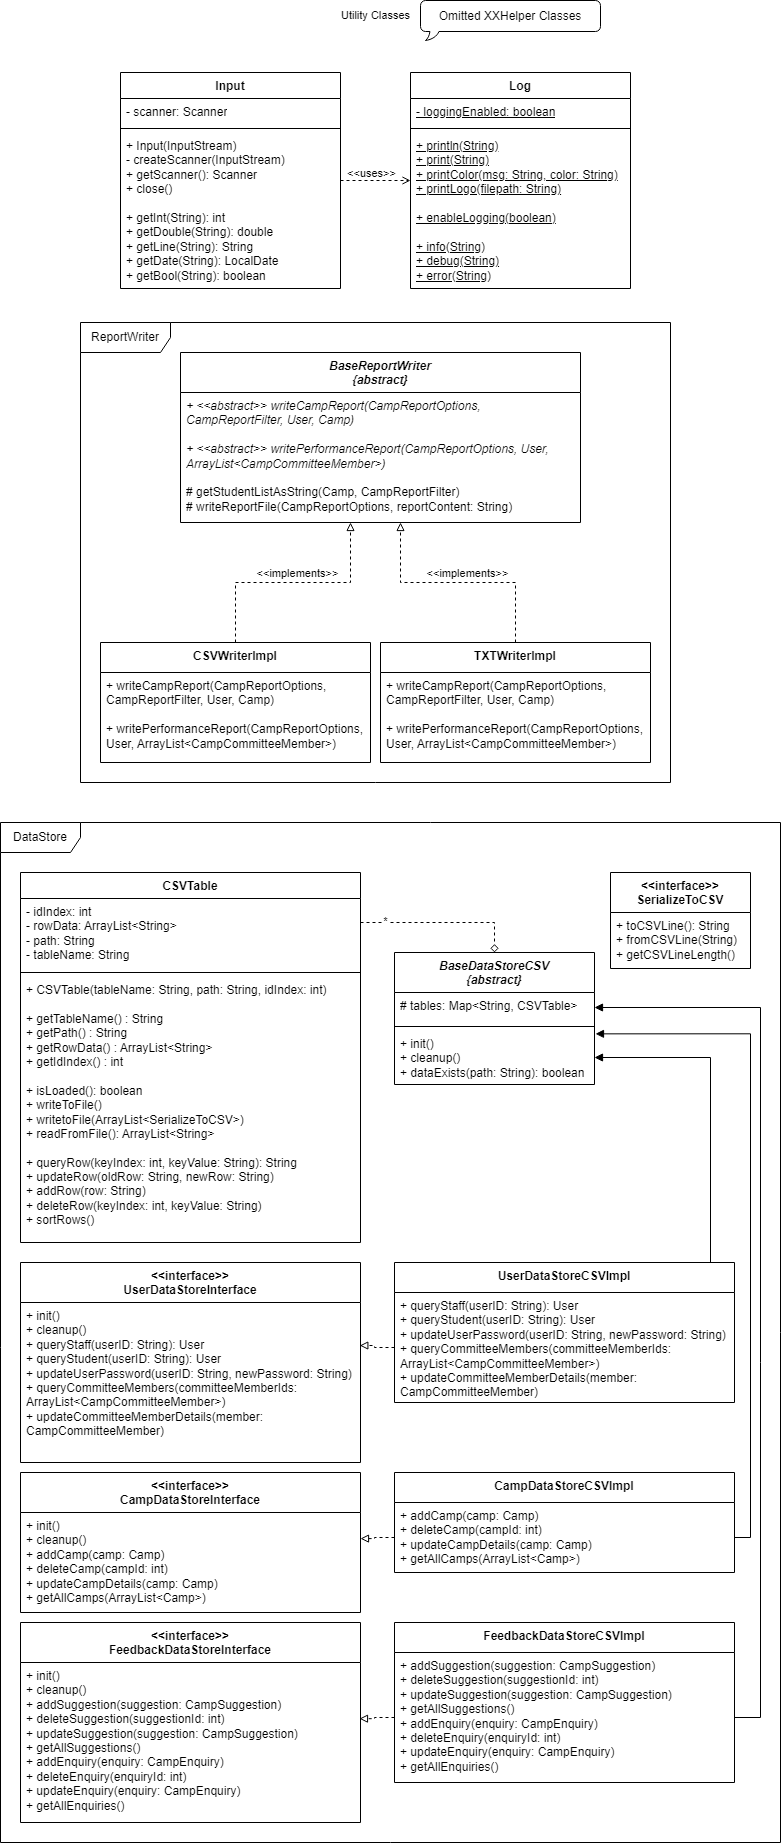 Utility Classes
Omitted XXHelper Classes
Input
- scanner: Scanner
+ Input(InputStream)
- createScanner(InputStream)
+ getScanner(): Scanner
+ close()
+ getInt(String): int
+ getDouble(String): double
+ getLine(String): String
+ getDate(String): LocalDate
+ getBool(String): boolean
<<uses>>
Log
- loggingEnabled: boolean
+ println(String)
+ print(String)
+ printColor(msg: String, color: String)
+ printLogo(filepath: String)
+ enableLogging(boolean)
+ info(String)
+ debug(String)
+ error(String)
ReportWriter
BaseReportWriter
{abstract}
+ <<abstract>> writeCampReport(CampReportOptions,
CampReportFilter, User, Camp)
+ <<abstract>> writePerformanceReport(CampReportOptions, User,
ArrayList<CampCommitteeMember>)
# getStudentListAsString(Camp, CampReportFilter)
# writeReportFile(CampReportOptions, reportContent: String)
<<implements>>
<<implements>>
CSVWriterImpl
+ writeCampReport(CampReportOptions,
CampReportFilter, User, Camp)
+ writePerformanceReport(CampReportOptions,
User, ArrayList<CampCommitteeMember>)
TXTWriterImpl
+ writeCampReport(CampReportOptions,
CampReportFilter, User, Camp)
+ writePerformanceReport(CampReportOptions,
User, ArrayList<CampCommitteeMember>)
DataStore
CSVTable
- idIndex: int
- rowData: ArrayList<String>
- path: String
- tableName: String
+ CSVTable(tableName: String, path: String, idIndex: int)
+ getTableName() : String
+ getPath() : String
+ getRowData() : ArrayList<String>
+ getIdIndex() : int
+ isLoaded(): boolean
+ writeToFile()
+ writetoFile(ArrayList<SerializeToCSV>)
+ readFromFile(): ArrayList<String>
+ queryRow(keyIndex: int, keyValue: String): String
+ updateRow(oldRow: String, newRow: String)
+ addRow(row: String)
+ deleteRow(keyIndex: int, keyValue: String)
+ sortRows()
*
BaseDataStoreCSV
{abstract}
# tables: Map<String, CSVTable>
+ init()
+ cleanup()
+ dataExists(path: String): boolean
<<interface>>
SerializeToCSV
+ toCSVLine(): String
+ fromCSVLine(String)
+ getCSVLineLength()
<<interface>>
UserDataStoreInterface
+ init()
+ cleanup()
+ queryStaff(userID: String): User
+ queryStudent(userID: String): User
+ updateUserPassword(userID: String, newPassword: String)
+ queryCommitteeMembers(committeeMemberIds:
ArrayList<CampCommitteeMember>)
+ updateCommitteeMemberDetails(member:
CampCommitteeMember)
UserDataStoreCSVImpl
+ queryStaff(userID: String): User
+ queryStudent(userID: String): User
+ updateUserPassword(userID: String, newPassword: String)
+ queryCommitteeMembers(committeeMemberIds:
ArrayList<CampCommitteeMember>)
+ updateCommitteeMemberDetails(member:
CampCommitteeMember)
<<interface>>
CampDataStoreInterface
+ init()
+ cleanup()
+ addCamp(camp: Camp)
+ deleteCamp(campId: int)
+ updateCampDetails(camp: Camp)
+ getAllCamps(ArrayList<Camp>)
CampDataStoreCSVImpl
+ addCamp(camp: Camp)
+ deleteCamp(campId: int)
+ updateCampDetails(camp: Camp)
+ getAllCamps(ArrayList<Camp>)
<<interface>>
FeedbackDataStoreInterface
+ init()
+ cleanup()
+ addSuggestion(suggestion: CampSuggestion)
+ deleteSuggestion(suggestionId: int)
+ updateSuggestion(suggestion: CampSuggestion)
+ getAllSuggestions()
+ addEnquiry(enquiry: CampEnquiry)
+ deleteEnquiry(enquiryId: int)
+ updateEnquiry(enquiry: CampEnquiry)
+ getAllEnquiries()
FeedbackDataStoreCSVImpl
+ addSuggestion(suggestion: CampSuggestion)
+ deleteSuggestion(suggestionId: int)
+ updateSuggestion(suggestion: CampSuggestion)
+ getAllSuggestions()
+ addEnquiry(enquiry: CampEnquiry)
+ deleteEnquiry(enquiryId: int)
+ updateEnquiry(enquiry: CampEnquiry)
+ getAllEnquiries()